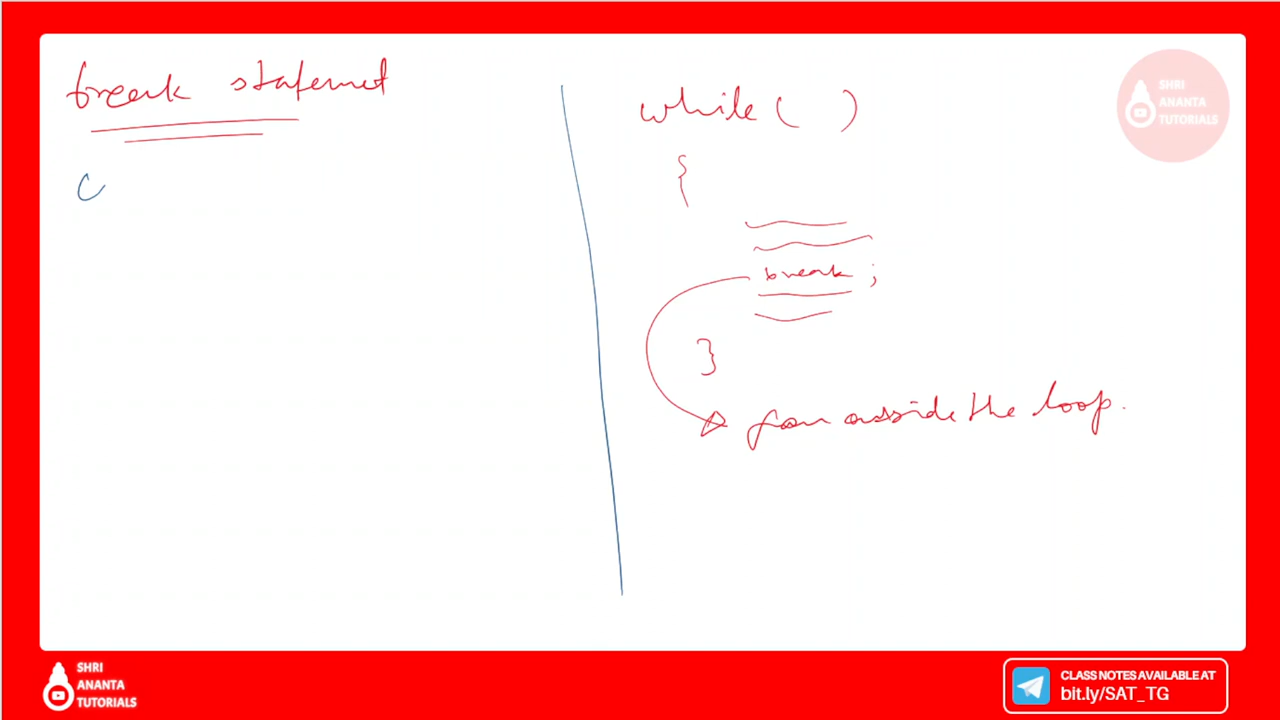 break statement
C
while ( )
{
break ;
}
outside the loop.
SHRI
ANANTA
TUTORIALS
SHRI
ANANTA
TUTORIALS
CLASS NOTES AVAILABLE AT
bit.ly/SAT_TG